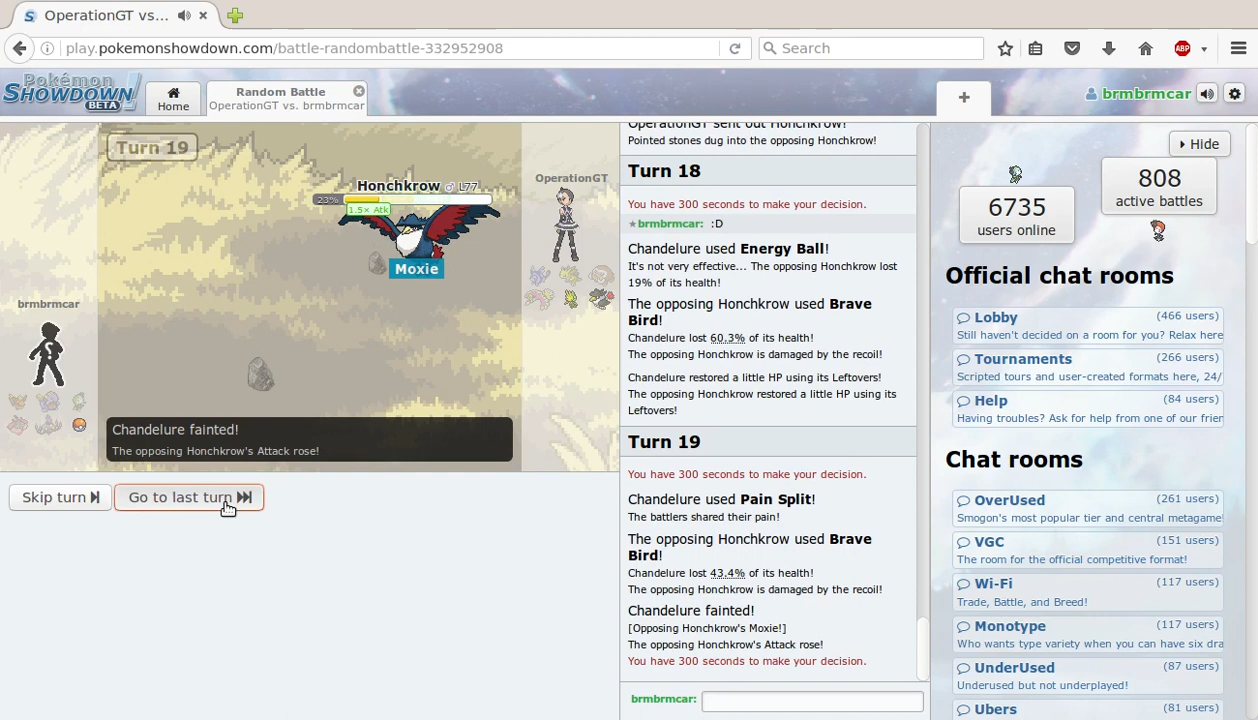 OperationGT vs...
play.pokemonshowdown.com/battle-randombattle-332952908
Search
ABP
Pokémon
SHOWDOWN!
BETA
Home
Random Battle
OperationGT vs. brmbrmcar
+
brmbrmcar
Turn 19
Honchkrow ♂ L77
23%
1.5× Atk
Moxie
OperationGT
brmbrmcar
Chandelure fainted!
The opposing Honchkrow's Attack rose!
Skip turn
Go to last turn
OperationGT sent out Honchkrow!
Pointed stones dug into the opposing Honchkrow!
Turn 18
You have 300 seconds to make your decision.
★brmbrmcar: :D
Chandelure used Energy Ball!
It's not very effective... The opposing Honchkrow lost
19% of its health!
The opposing Honchkrow used Brave
Bird!
Chandelure lost 60.3% of its health!
The opposing Honchkrow is damaged by the recoil!
Chandelure restored a little HP using its Leftovers!
The opposing Honchkrow restored a little HP using its
Leftovers!
Turn 19
You have 300 seconds to make your decision.
Chandelure used Pain Split!
The battlers shared their pain!
The opposing Honchkrow used Brave
Bird!
Chandelure lost 43.4% of its health!
The opposing Honchkrow is damaged by the recoil!
Chandelure fainted!
[Opposing Honchkrow's Moxie!]
The opposing Honchkrow's Attack rose!
You have 300 seconds to make your decision.
brmbrmcar:
Hide
6735
users online
808
active battles
Official chat rooms
Lobby (466 users)
Still haven't decided on a room for you? Relax here
Tournaments (266 users)
Scripted tours and user-created formats here, 24/
Help (84 users)
Having troubles? Ask for help from one of our frier
Chat rooms
OverUsed (261 users)
Smogon's most popular tier and central metagame!
VGC (151 users)
The room for the official competitive format!
Wi-Fi (117 users)
Trade, Battle, and Breed!
Monotype (117 users)
Who wants type variety when you can have six dra
UnderUsed (87 users)
Underused but not underplayed!
Ubers (81 users)